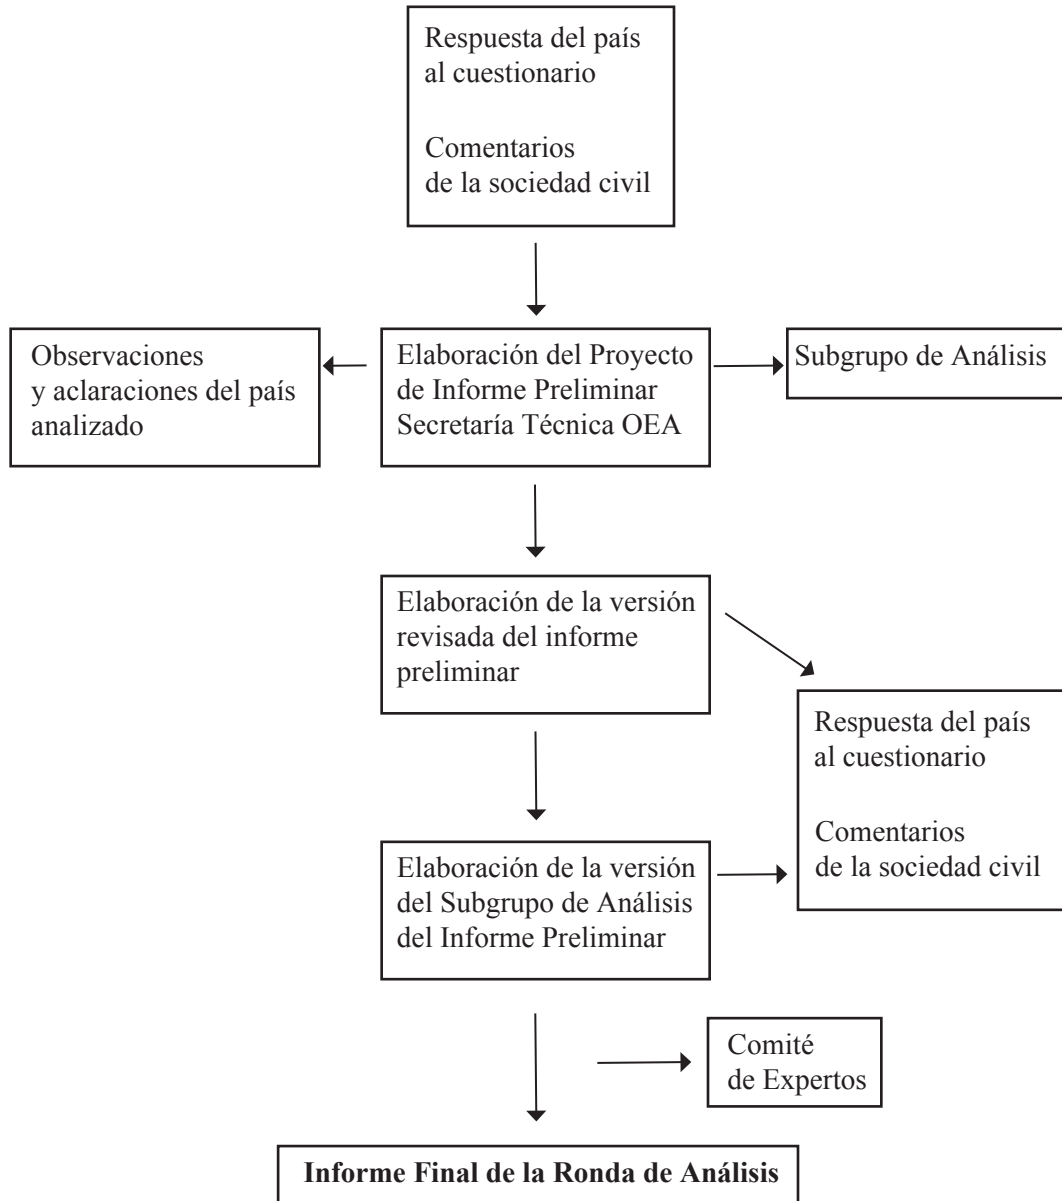 Respuesta del país
al cuestionario
Comentarios
de la sociedad civil
Observaciones
y aclaraciones del país
analizado
Elaboración del Proyecto
de Informe Preliminar
Secretaría Técnica OEA
Subgrupo de Análisis
Elaboración de la versión
revisada del informe
preliminar
Respuesta del país
al cuestionario
Comentarios
de la sociedad civil
Elaboración de la versión
del Subgrupo de Análisis
del Informe Preliminar
Comité
de Expertos
Informe Final de la Ronda de Análisis